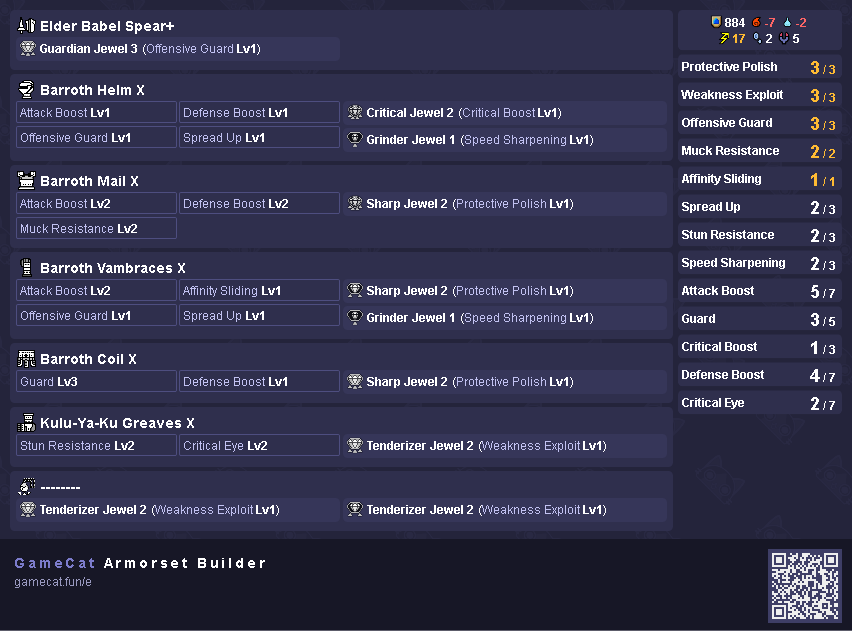 Elder Babel Spear+
Guardian Jewel 3 (Offensive Guard Lv1)
Barroth Helm X
Attack Boost Lv1 Defense Boost Lv1 Critical Jewel 2 (Critical Boost Lv1)
Offensive Guard Lv1 Spread Up Lv1 Grinder Jewel 1 (Speed Sharpening Lv1)
Barroth Mail X
Attack Boost Lv2 Defense Boost Lv2 Sharp Jewel 2 (Protective Polish Lv1)
Muck Resistance Lv2
Barroth Vambraces X
Attack Boost Lv2 Affinity Sliding Lv1 Sharp Jewel 2 (Protective Polish Lv1)
Offensive Guard Lv1 Spread Up Lv1 Grinder Jewel 1 (Speed Sharpening Lv1)
Barroth Coil X
Guard Lv3 Defense Boost Lv1 Sharp Jewel 2 (Protective Polish Lv1)
Kulu-Ya-Ku Greaves X
Stun Resistance Lv2 Critical Eye Lv2 Tenderizer Jewel 2 (Weakness Exploit Lv1)
--------
Tenderizer Jewel 2 (Weakness Exploit Lv1) Tenderizer Jewel 2 (Weakness Exploit Lv1)
884 -7 -2
17 2 5
Protective Polish 3 / 3
Weakness Exploit 3 / 3
Offensive Guard 3 / 3
Muck Resistance 2 / 2
Affinity Sliding 1 / 1
Spread Up 2 / 3
Stun Resistance 2 / 3
Speed Sharpening 2 / 3
Attack Boost 5 / 7
Guard 3 / 5
Critical Boost 1 / 3
Defense Boost 4 / 7
Critical Eye 2 / 7
GameCat Armorset Builder
gamecat.fun/e